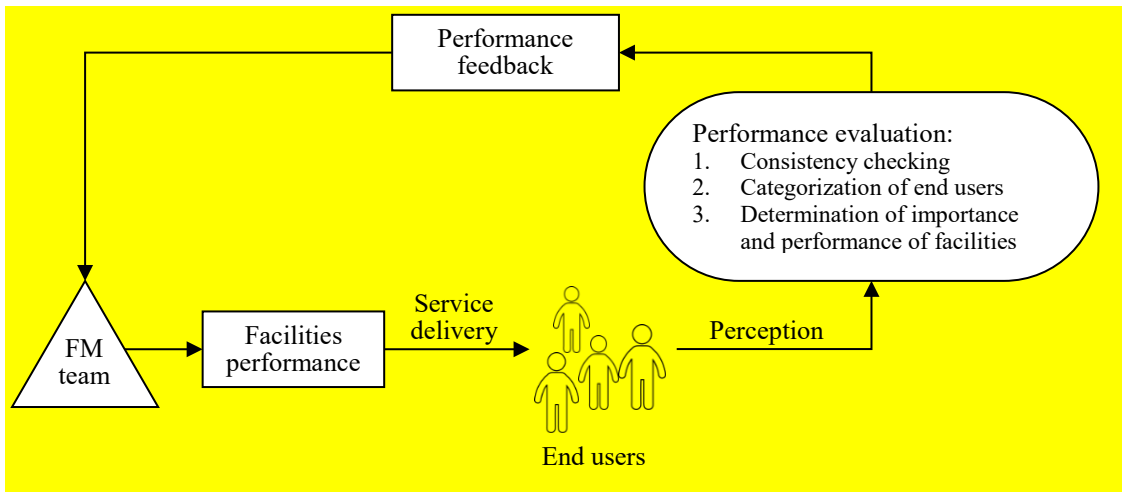 Performance
feedback
Performance evaluation:
1. Consistency checking
2. Categorization of end users
3. Determination of importance
and performance of facilities
FM
team
Facilities
performance
Service
delivery
End users
Perception